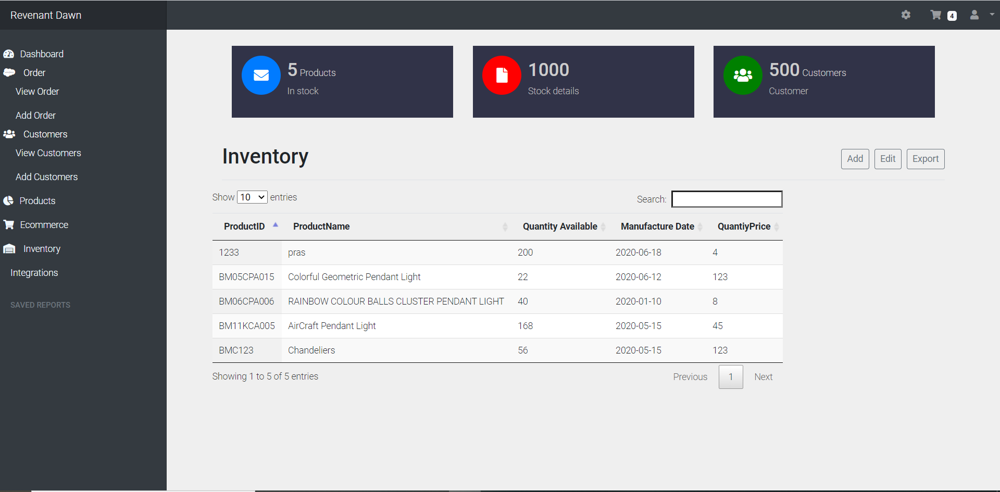 Revenant Dawn
4
Dashboard
Order
View Order
Add Order
Customers
View Customers
Add Customers
Products
Ecommerce
Inventory
Integrations
SAVED REPORTS
5 Products
In stock
1000
Stock details
500 Customers
Customer
Inventory
Add Edit Export
Show 10 entries
Search:
ProductID ProductName Quantity Available Manufacture Date QuantiyPrice
1233 pras 200 2020-06-18 4
BM05CPA015 Colorful Geometric Pendant Light 22 2020-06-12 123
BM06CPA006 RAINBOW COLOUR BALLS CLUSTER PENDANT LIGHT 40 2020-01-10 8
BM11KCA005 AirCraft Pendant Light 168 2020-05-15 45
BMC123 Chandeliers 56 2020-05-15 123
Showing 1 to 5 of 5 entries
Previous 1 Next